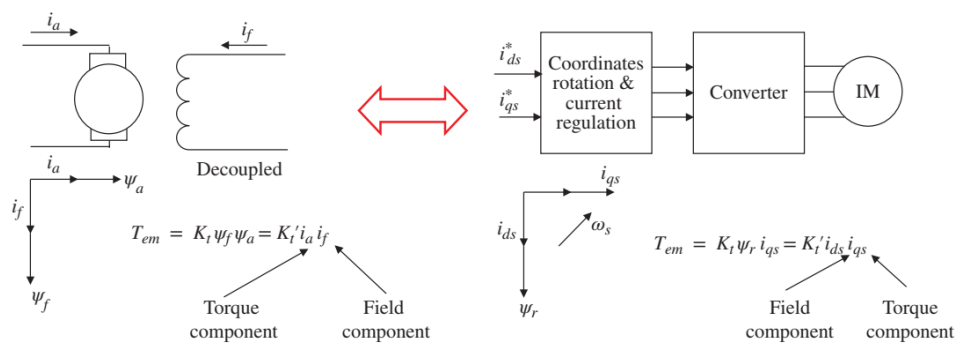 i_a
i_f
i_a
Decoupled
ψ_a
i_f
ψ_f
T_em = K_t ψ_f ψ_a = K_t' i_a i_f
Torque component
Field component
i*_ds
i*_qs
Coordinates
rotation &
current
regulation
Converter
IM
i_qs
i_ds
ω_s
ψ_r
T_em = K_t ψ_r i_qs = K_t' i_ds i_qs
Field component
Torque component